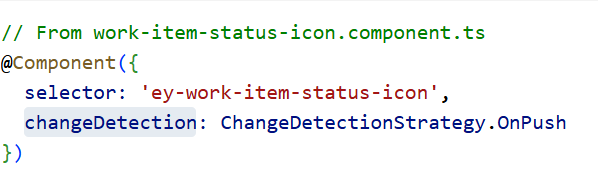 // From work-item-status-icon.component.ts
@Component({
  selector: 'ey-work-item-status-icon',
  changeDetection: ChangeDetectionStrategy.OnPush
})